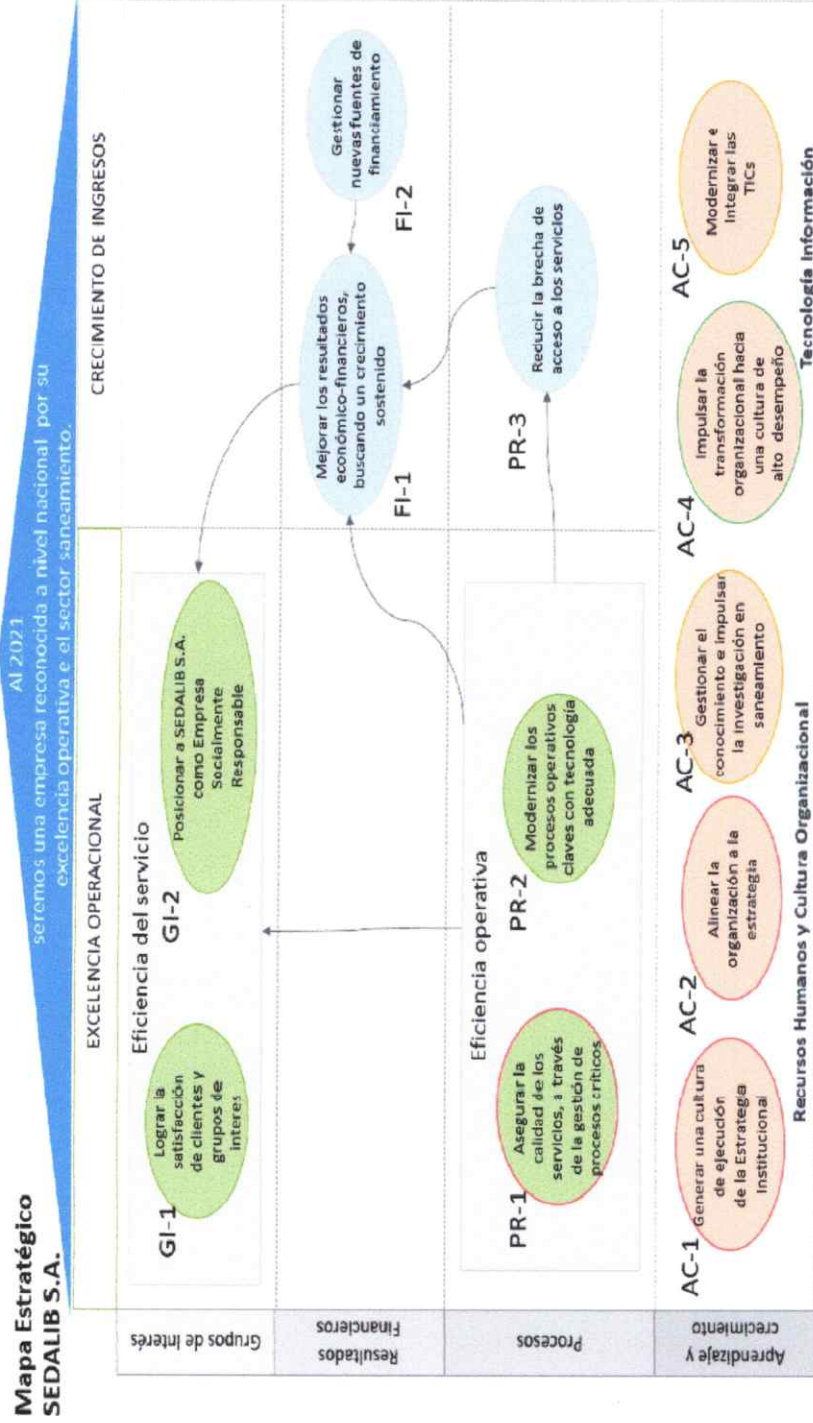 Mapa Estratégico
SEDALIB S.A.
Al 2021
seremos una empresa reconocida a nivel nacional por su
excelencia operativa e el sector saneamiento.
EXCELENCIA OPERACIONAL
CRECIMIENTO DE INGRESOS
Grupos de Interés
Eficiencia del servicio
GI-1
Lograr la
satisfacción
de clientes y
grupos de
interes
GI-2
Posicionar a SEDALIB S.A.
como Empresa
Socialmente
Responsable
Resultados
Financieros
FI-1
Mejorar los resultados
económico-financieros,
buscando un crecimiento
sostenido
FI-2
Gestionar
nuevas fuentes de
financiamiento
Procesos
Eficiencia operativa
PR-1
Asegurar la
calidad de los
servicios, a través
de la gestión de
procesos críticos
PR-2
Modernizar los
procesos operativos
claves con tecnología
adecuada
PR-3
Reducir la brecha de
acceso a los servicios
Aprendizaje y
crecimiento
AC-1
Generar una cultura
de ejecución
de la Estrategia
Institucional
AC-2
Alinear la
organización a la
estrategia
AC-3
Gestionar el
conocimiento e impulsar
la investigación en
saneamiento
AC-4
Impulsar la
transformación
organizacional hacia
una cultura de
alto desempeño
AC-5
Modernizar e
Integrar las
TICs
Recursos Humanos y Cultura Organizacional
Tecnología Información